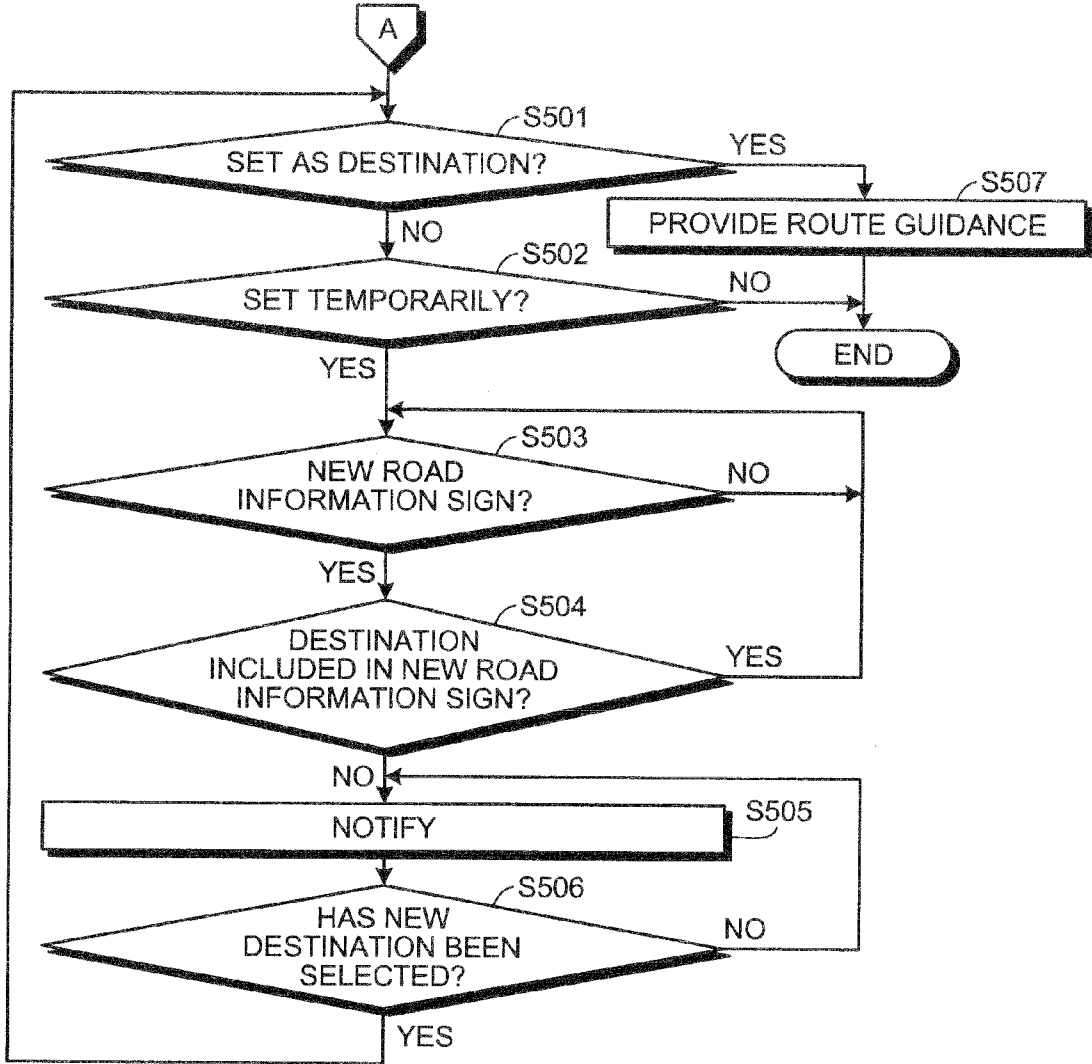 A
S501
SET AS DESTINATION?
YES
S507
PROVIDE ROUTE GUIDANCE
NO
S502
SET TEMPORARILY?
NO
END
YES
S503
NEW ROAD
INFORMATION SIGN?
NO
YES
S504
DESTINATION
INCLUDED IN NEW ROAD
INFORMATION SIGN?
YES
NO
NOTIFY
S505
S506
HAS NEW
DESTINATION BEEN
SELECTED?
NO
YES